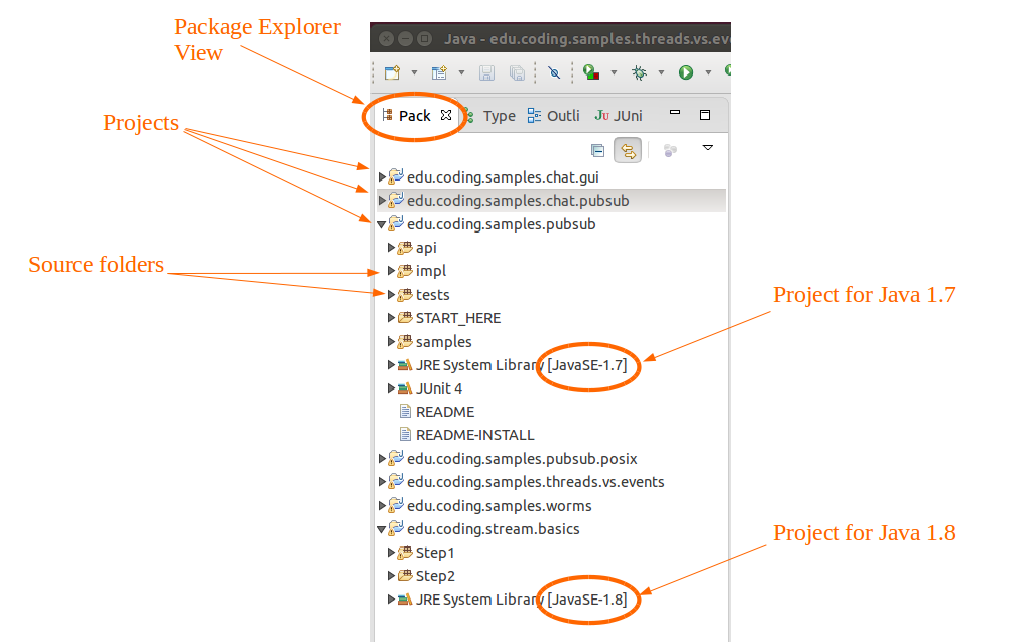 Package Explorer
View
Java - edu.coding.samples.threads.vs.ev
Pack Type Outli JUni
Projects
edu.coding.samples.chat.gui
edu.coding.samples.chat.pubsub
edu.coding.samples.pubsub
api
Source folders
impl
tests
Project for Java 1.7
START_HERE
samples
JRE System Library [JavaSE-1.7]
JUnit 4
README
README-INSTALL
edu.coding.samples.pubsub.posix
edu.coding.samples.threads.vs.events
edu.coding.samples.worms
edu.coding.stream.basics
Project for Java 1.8
Step1
Step2
JRE System Library [JavaSE-1.8]